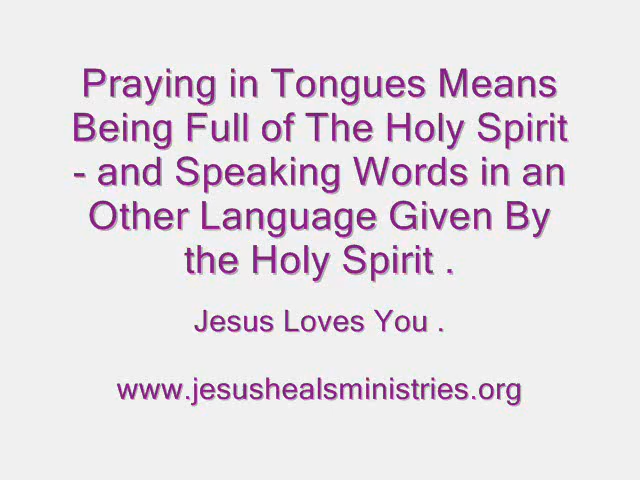 Praying in Tongues Means
Being Full of The Holy Spirit
- and Speaking Words in an
Other Language Given By
the Holy Spirit .
Jesus Loves You .
www.jesushealsministries.org